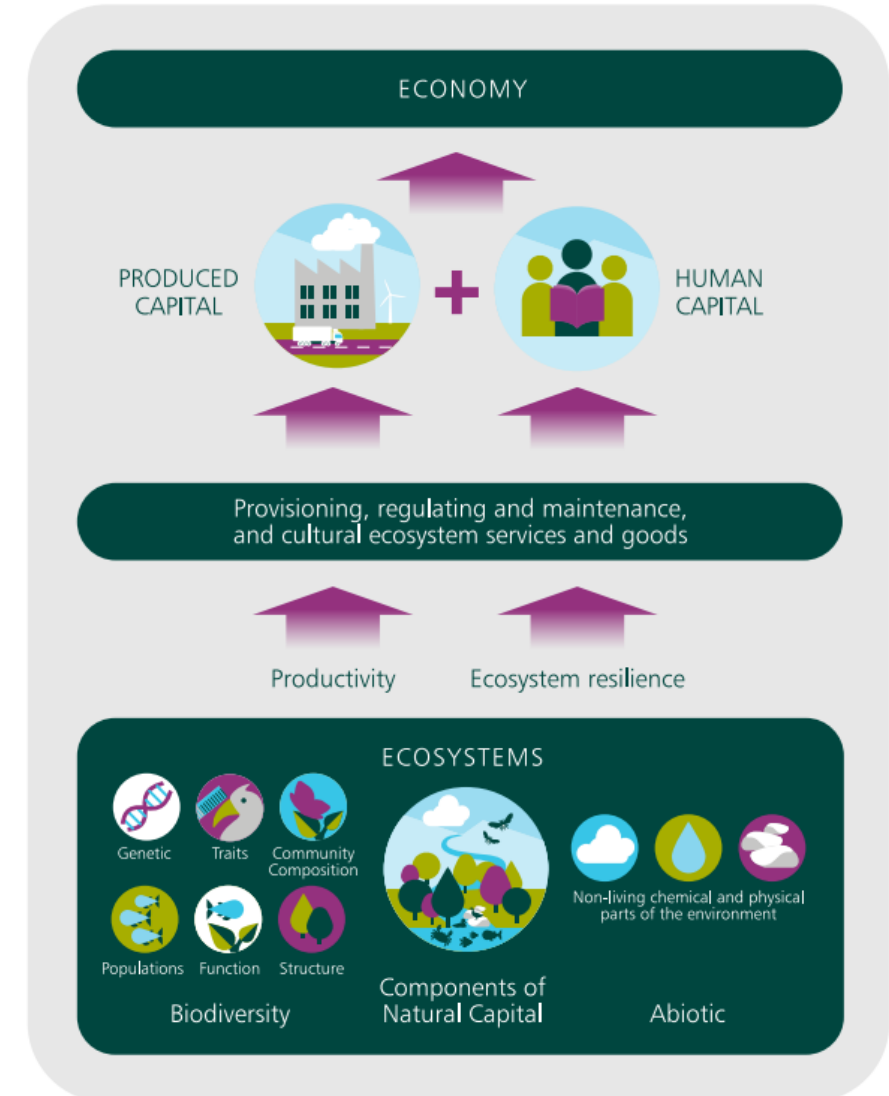 ECONOMY
PRODUCED
CAPITAL
HUMAN
CAPITAL
Provisioning, regulating and maintenance,
and cultural ecosystem services and goods
Productivity
Ecosystem resilience
ECOSYSTEMS
Genetic
Traits
Community
Composition
Populations
Function
Structure
Biodiversity
Components of
Natural Capital
Non-living chemical and physical
parts of the environment
Abiotic